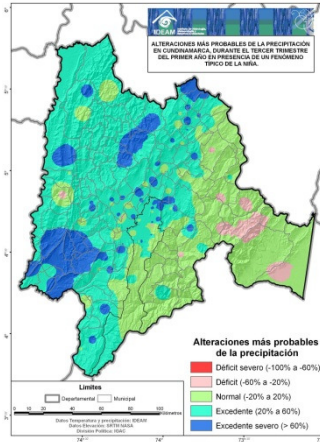 IDEAM
ALTERACIONES MÁS PROBABLES DE LA PRECIPITACIÓN
EN CUNDINAMARCA, DURANTE EL TERCER TRIMESTRE
DEL PRIMER AÑO EN PRESENCIA DE UN FENÓMENO
TÍPICO DE LA NIÑA.
Alteraciones más probables
de la precipitación
Déficit severo (-100% a -60%)
Déficit (-60% a -20%)
Normal (-20% a 20%)
Excedente (20% a 60%)
Excedente severo (> 60%)
Límites
Departamental
Municipal
Datos Temperatura y precipitación: IDEAM
Datos Elevación: SRTM NASA
División Política: IGAC